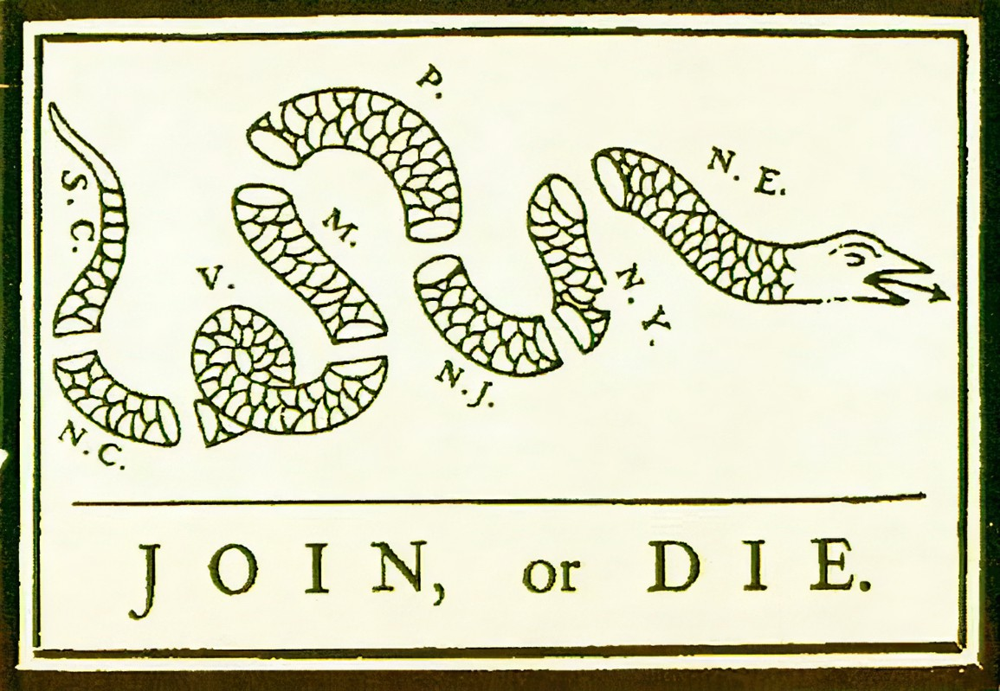 P.
N. E.
S. C.
M.
V.
N. Y.
N. J.
N. C.
JOIN, or DIE.